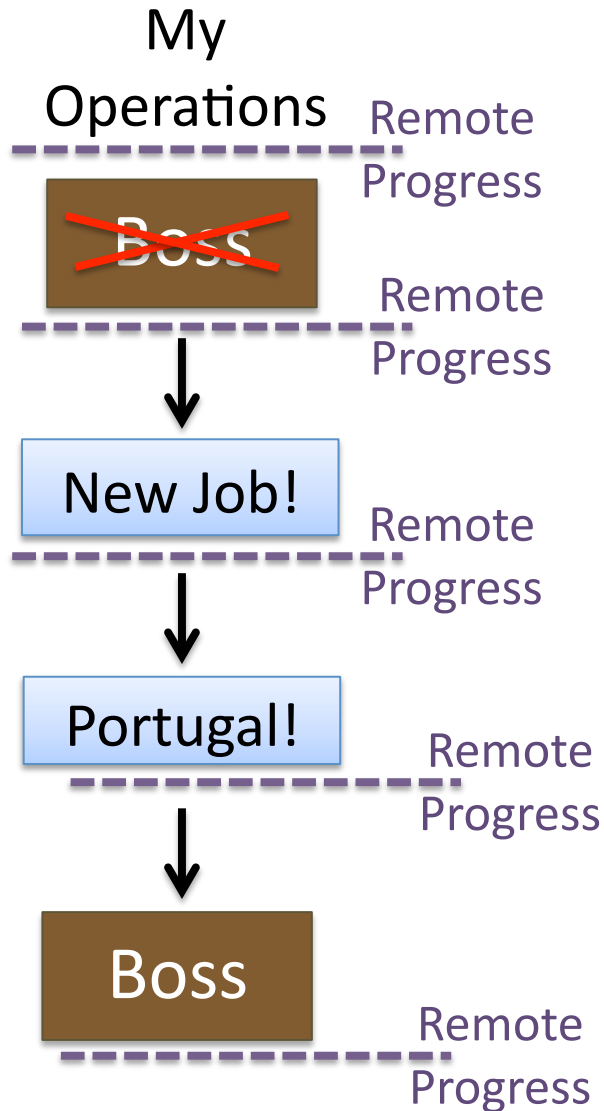 My
Operations
Remote
Progress
Boss
Remote
Progress
New Job!
Remote
Progress
Portugal!
Remote
Progress
Boss
Remote
Progress